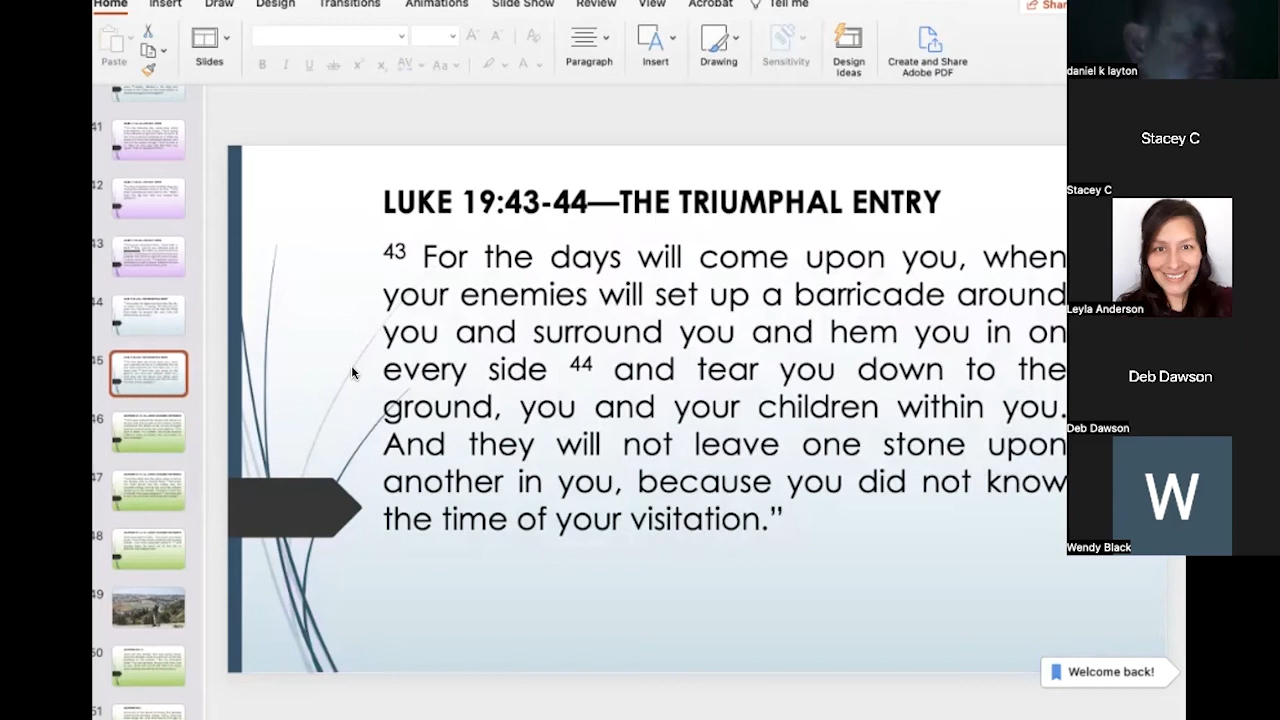 Home Insert Draw Design Transitions Animations Slide Show Review View Acrobat Tell me
Shar
Paste
Slides
Paragraph
Insert
Drawing
Sensitivity
Design
Ideas
Create and Share
Adobe PDF
41
42
43
44
45
46
47
48
49
50
51
LUKE 19:43-44—THE TRIUMPHAL ENTRY
43 For the days will come upon you, when
your enemies will set up a barricade around
you and surround you and hem you in on
every side 44 and tear you down to the
ground, you and your children within you.
And they will not leave one stone upon
another in you, because you did not know
the time of your visitation.”
Welcome back!
daniel k layton
Stacey C
Stacey C
Leyla Anderson
Deb Dawson
Deb Dawson
W
Wendy Black